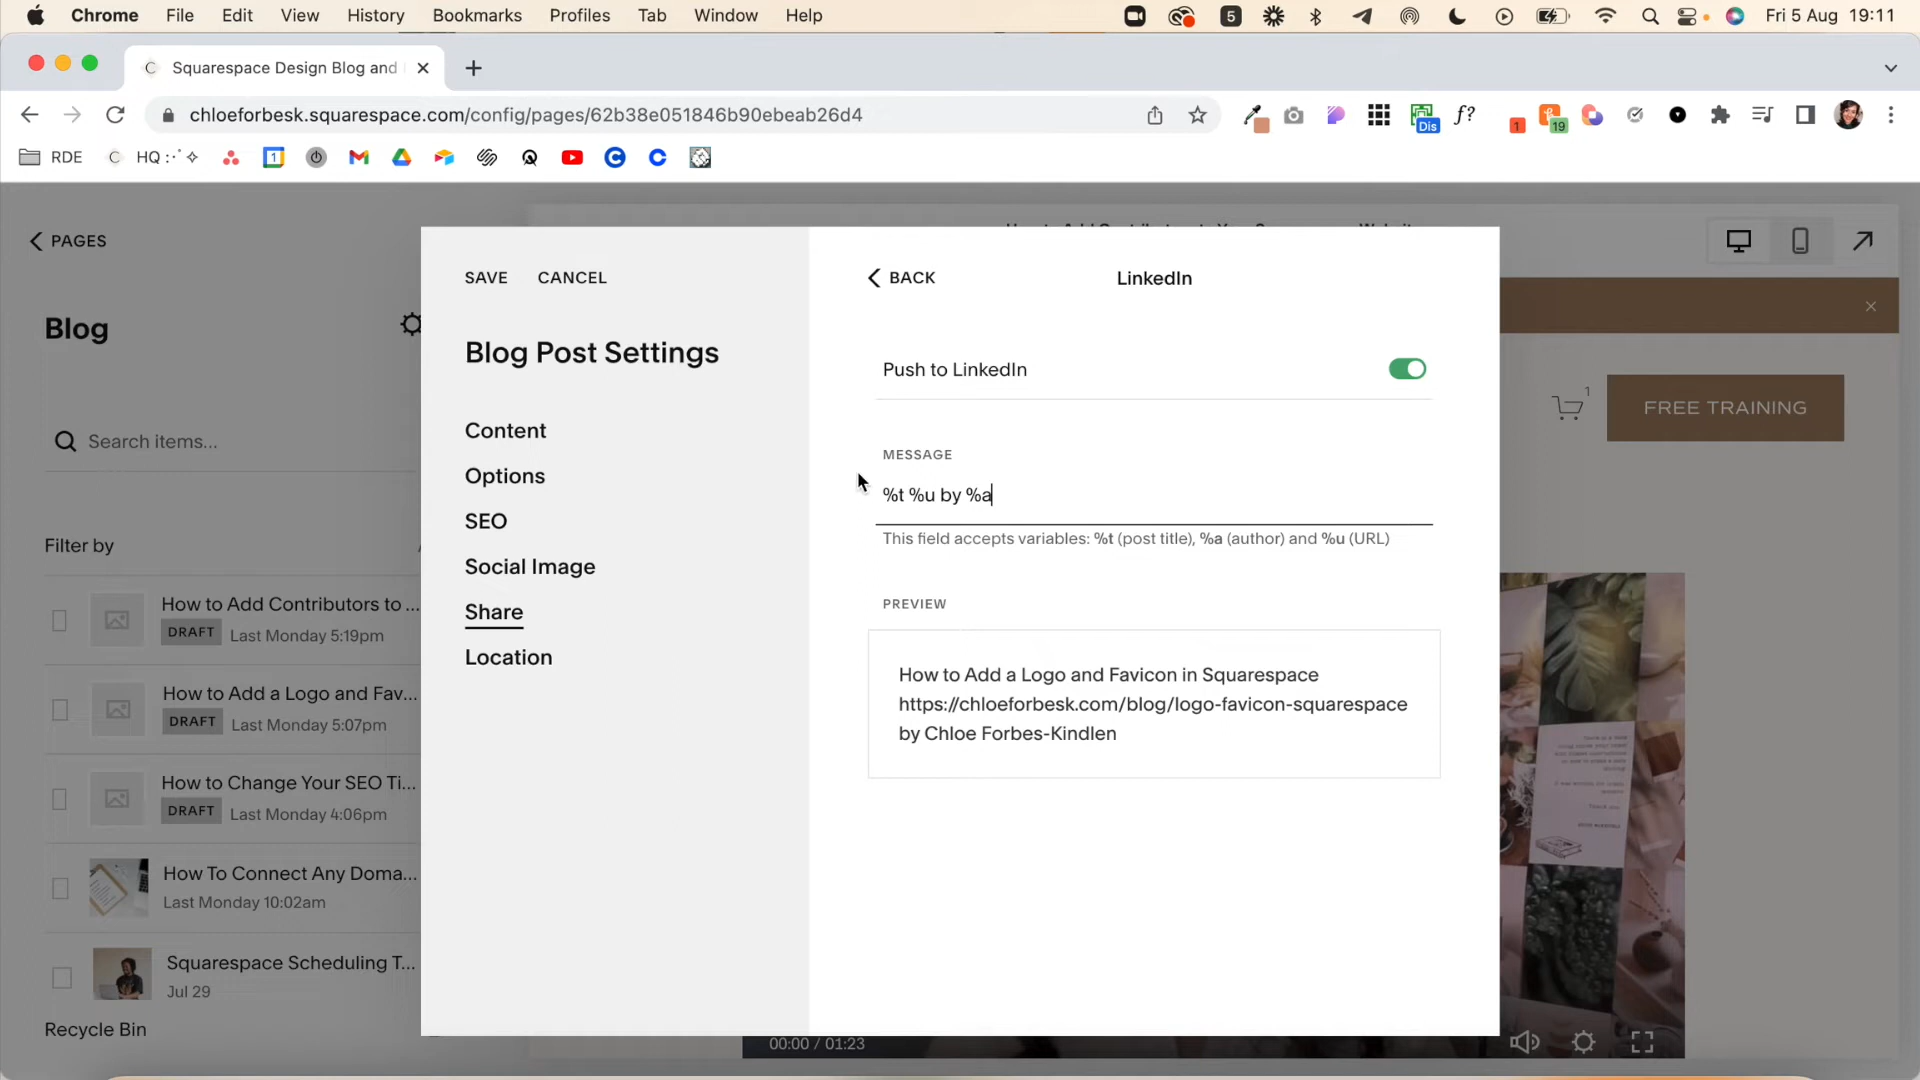 Chrome File Edit View History Bookmarks Profiles Tab Window Help 5 Fri 5 Aug 19:11
Squarespace Design Blog and
chloeforbesk.squarespace.com/config/pages/62b38e051846b90ebeab26d4 Dis f? 1 19
RDE HQ 1
PAGES
Blog
Search items...
Filter by
How to Add Contributors to ...
DRAFT Last Monday 5:19pm
How to Add a Logo and Fav...
DRAFT Last Monday 5:07pm
How to Change Your SEO Ti...
DRAFT Last Monday 4:06pm
How To Connect Any Doma...
Last Monday 10:02am
Squarespace Scheduling T...
Jul 29
Recycle Bin
SAVE CANCEL
Blog Post Settings
Content
Options
SEO
Social Image
Share
Location
BACK LinkedIn
Push to LinkedIn
MESSAGE
%t %u by %a
This field accepts variables: %t (post title), %a (author) and %u (URL)
PREVIEW
How to Add a Logo and Favicon in Squarespace
https://chloeforbesk.com/blog/logo-favicon-squarespace
by Chloe Forbes-Kindlen
1
FREE TRAINING
00:00 / 01:23